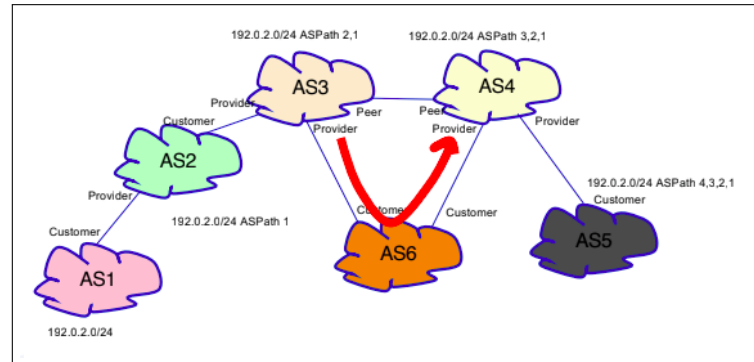 192.0.2.0/24 ASPath 2,1
192.0.2.0/24 ASPath 3,2,1
AS3
AS4
Provider
Peer
Peer
Customer
Provider
Provider
Provider
AS2
192.0.2.0/24 ASPath 4,3,2,1
Provider
Customer
Customer
Customer
192.0.2.0/24 ASPath 1
Customer
AS5
AS6
AS1
192.0.2.0/24